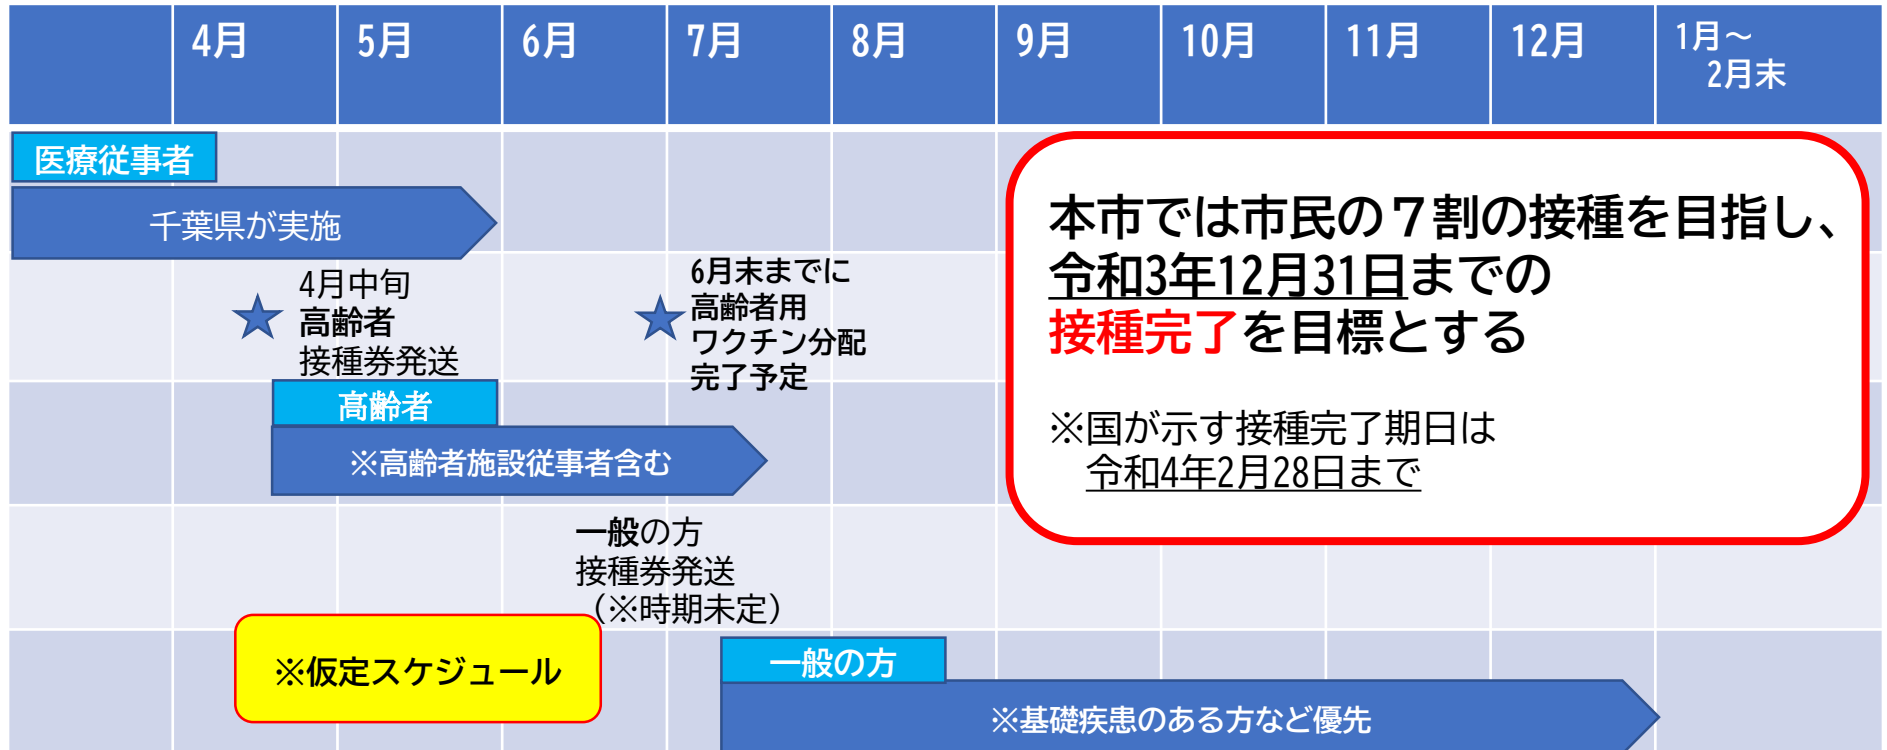 4月
5月
6月
7月
8月
9月
10月
11月
12月
1月～
2月末
医療従事者
千葉県が実施
4月中旬
高齢者
接種券発送
6月末までに
高齢者用
ワクチン分配
完了予定
高齢者
※高齢者施設従事者含む
一般の方
接種券発送
（※時期未定）
※仮定スケジュール
一般の方
※基礎疾患のある方など優先
本市では市民の７割の接種を目指し、
令和3年12月31日までの
接種完了を目標とする
※国が示す接種完了期日は
令和4年2月28日まで